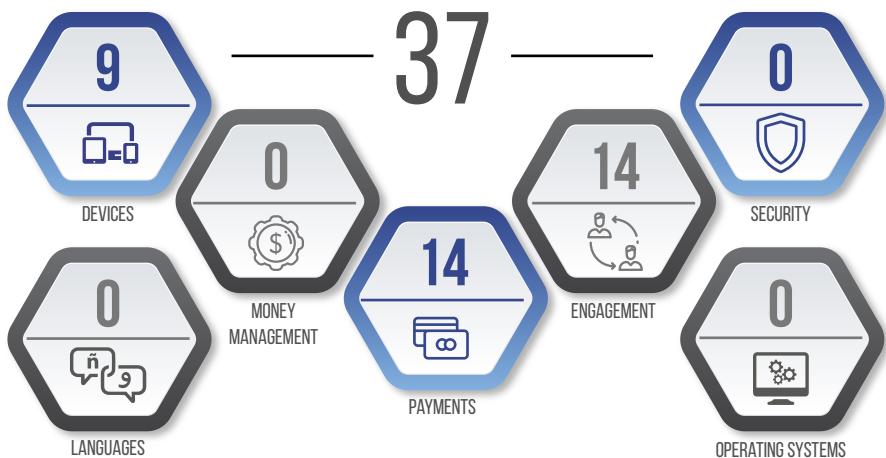 37
9
DEVICES
0
MONEY
MANAGEMENT
14
PAYMENTS
14
ENGAGEMENT
0
SECURITY
0
ñ
و
LANGUAGES
0
OPERATING SYSTEMS